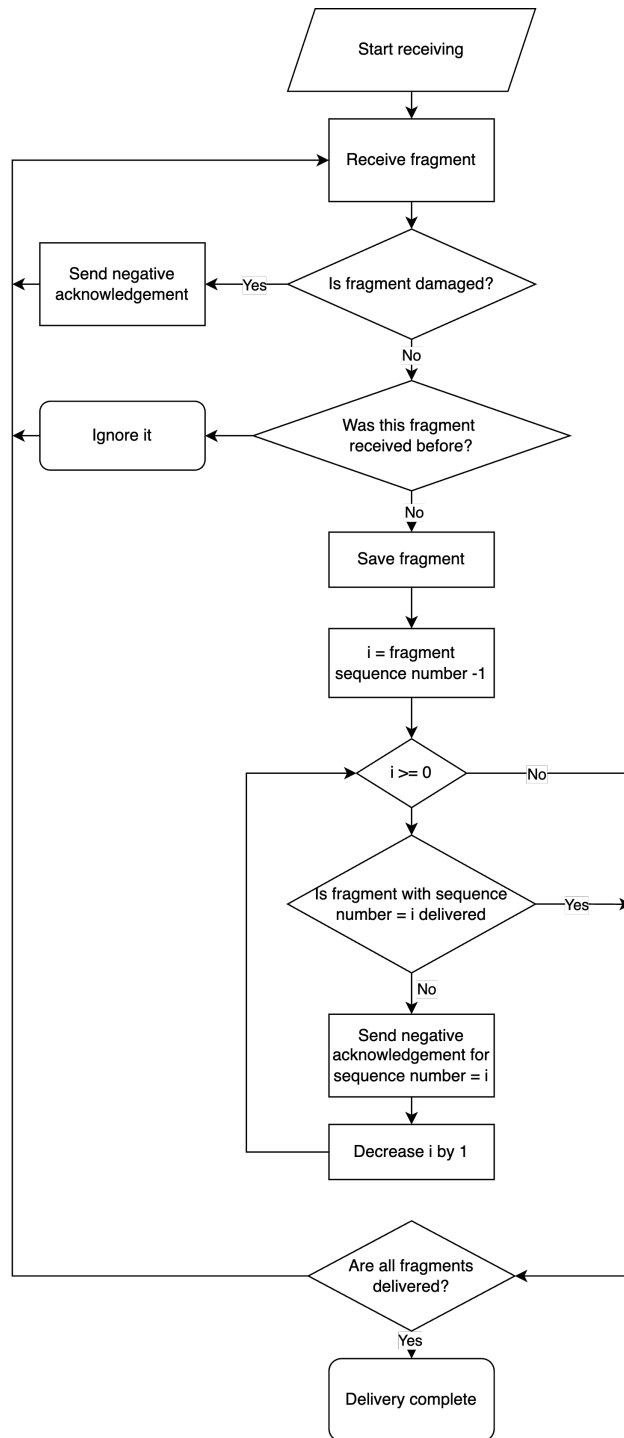 Start receiving
Receive fragment
Is fragment damaged?
Yes
Send negative
acknowledgement
No
Was this fragment
received before?
Ignore it
No
Save fragment
i = fragment
sequence number -1
i >= 0
No
Is fragment with sequence
number = i delivered
Yes
No
Send negative
acknowledgement for
sequence number = i
Decrease i by 1
Are all fragments
delivered?
Yes
Delivery complete